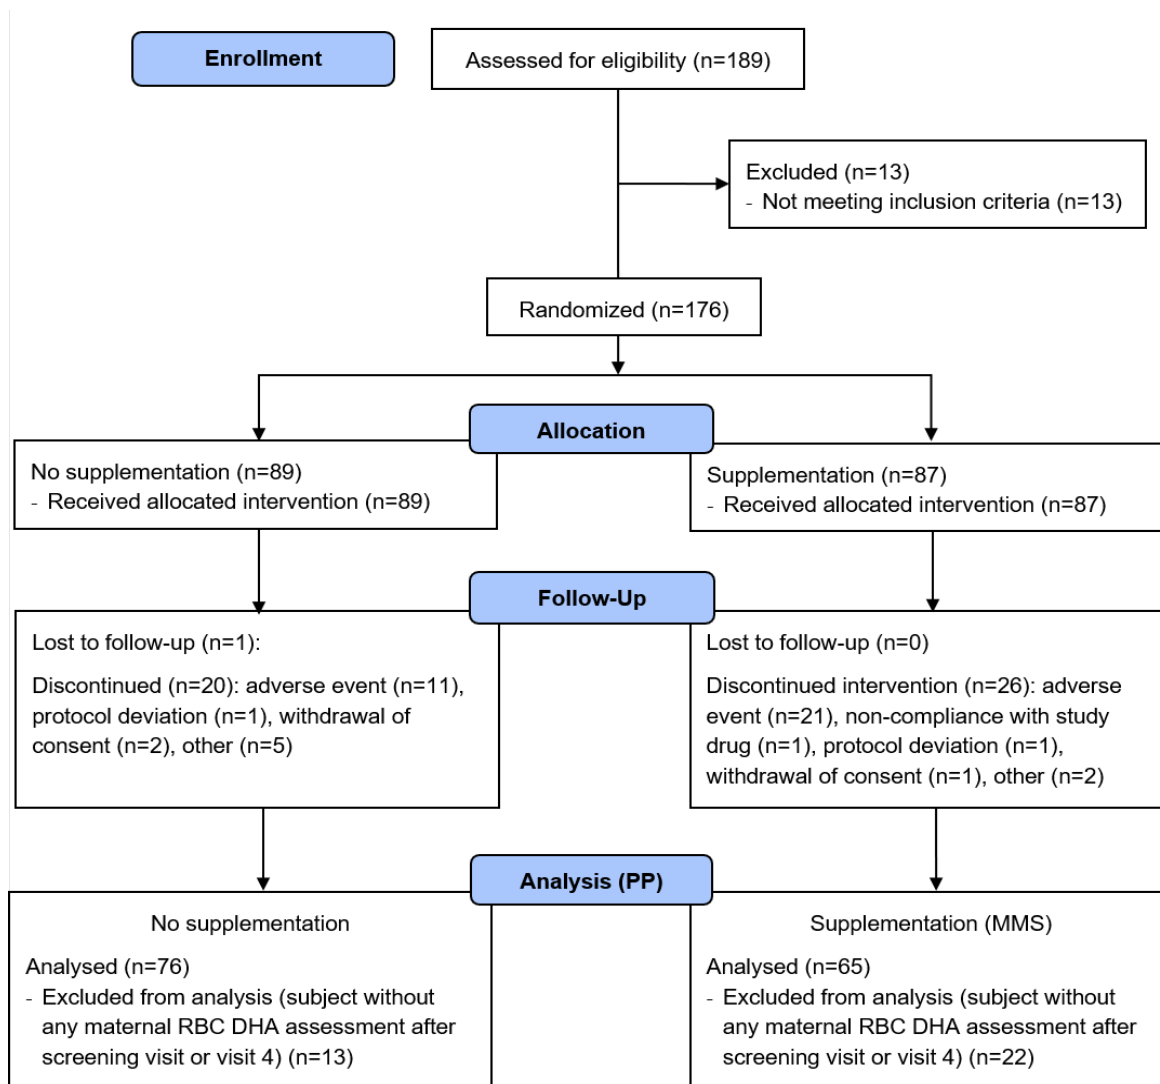 Enrollment
Assessed for eligibility (n=189)
Excluded (n=13)
- Not meeting inclusion criteria (n=13)
Randomized (n=176)
Allocation
No supplementation (n=89)
- Received allocated intervention (n=89)
Supplementation (n=87)
- Received allocated intervention (n=87)
Follow-Up
Lost to follow-up (n=1):
Discontinued (n=20): adverse event (n=11),
protocol deviation (n=1), withdrawal of
consent (n=2), other (n=5)
Lost to follow-up (n=0)
Discontinued intervention (n=26): adverse
event (n=21), non-compliance with study
drug (n=1), protocol deviation (n=1),
withdrawal of consent (n=1), other (n=2)
Analysis (PP)
No supplementation
Analysed (n=76)
- Excluded from analysis (subject without
any maternal RBC DHA assessment after
screening visit or visit 4) (n=13)
Supplementation (MMS)
Analysed (n=65)
- Excluded from analysis (subject without
any maternal RBC DHA assessment after
screening visit or visit 4) (n=22)